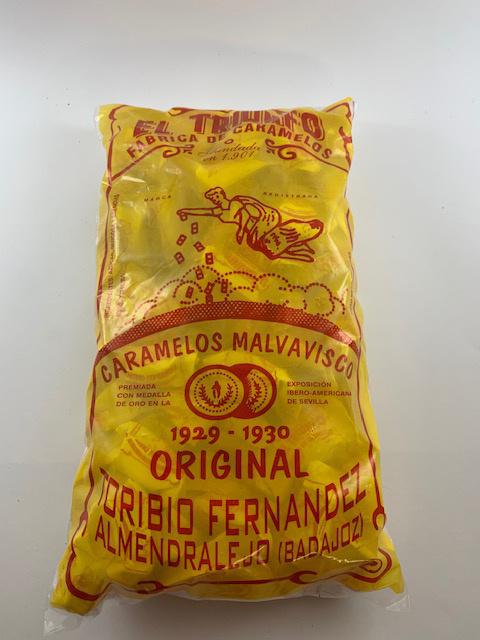 EL TRIUNFO
FABRICA DE CARAMELOS
Fundada
en 1.901
MARCA REGISTRADA
CARAMELOS MALVAVISCO
PREMIADA
CON MEDALLA
DE ORO EN LA
EXPOSICIÓN
IBERO-AMERICANA
DE SEVILLA
1929 - 1930
ORIGINAL
TORIBIO FERNANDEZ
ALMENDRALEJO (BADAJOZ)